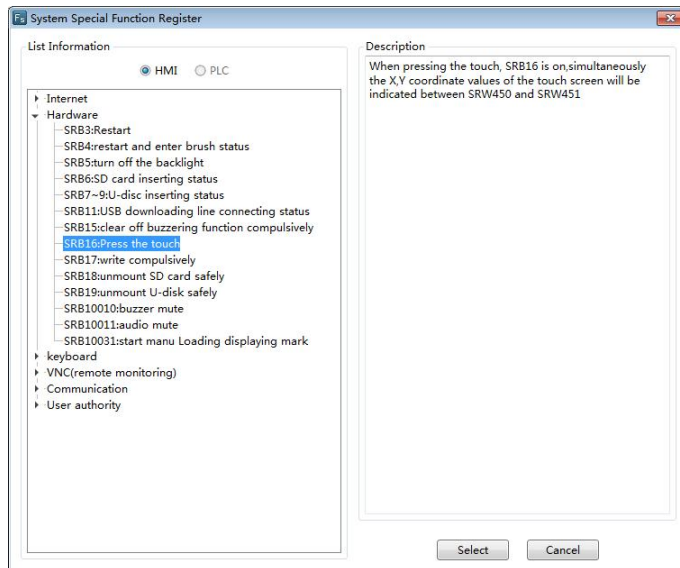 Fs System Special Function Register
List Information
HMI PLC
Internet
Hardware
SRB3:Restart
SRB4:restart and enter brush status
SRB5:turn off the backlight
SRB6:SD card inserting status
SRB7~9:U-disc inserting status
SRB11:USB downloading line connecting status
SRB15:clear off buzzering function compulsively
SRB16:Press the touch
SRB17:write compulsively
SRB18:unmount SD card safely
SRB19:unmount U-disk safely
SRB10010:buzzer mute
SRB10011:audio mute
SRB10031:start manu Loading displaying mark
keyboard
VNC(remote monitoring)
Communication
User authority
Description
When pressing the touch, SRB16 is on,simultaneously
the X,Y coordinate values of the touch screen will be
indicated between SRW450 and SRW451
Select Cancel